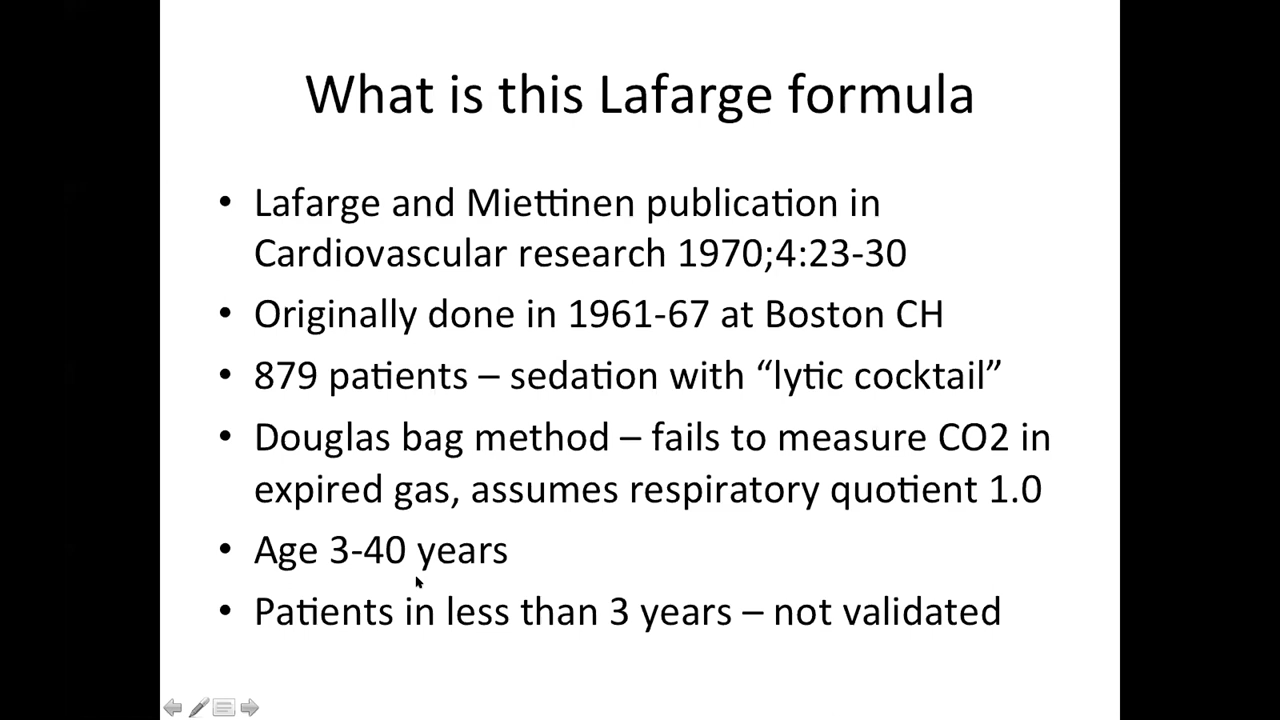 What is this Lafarge formula
• Lafarge and Miettinen publication in
Cardiovascular research 1970;4:23-30
• Originally done in 1961-67 at Boston CH
• 879 patients – sedation with “lytic cocktail”
• Douglas bag method – fails to measure CO2 in
expired gas, assumes respiratory quotient 1.0
• Age 3-40 years
• Patients in less than 3 years – not validated